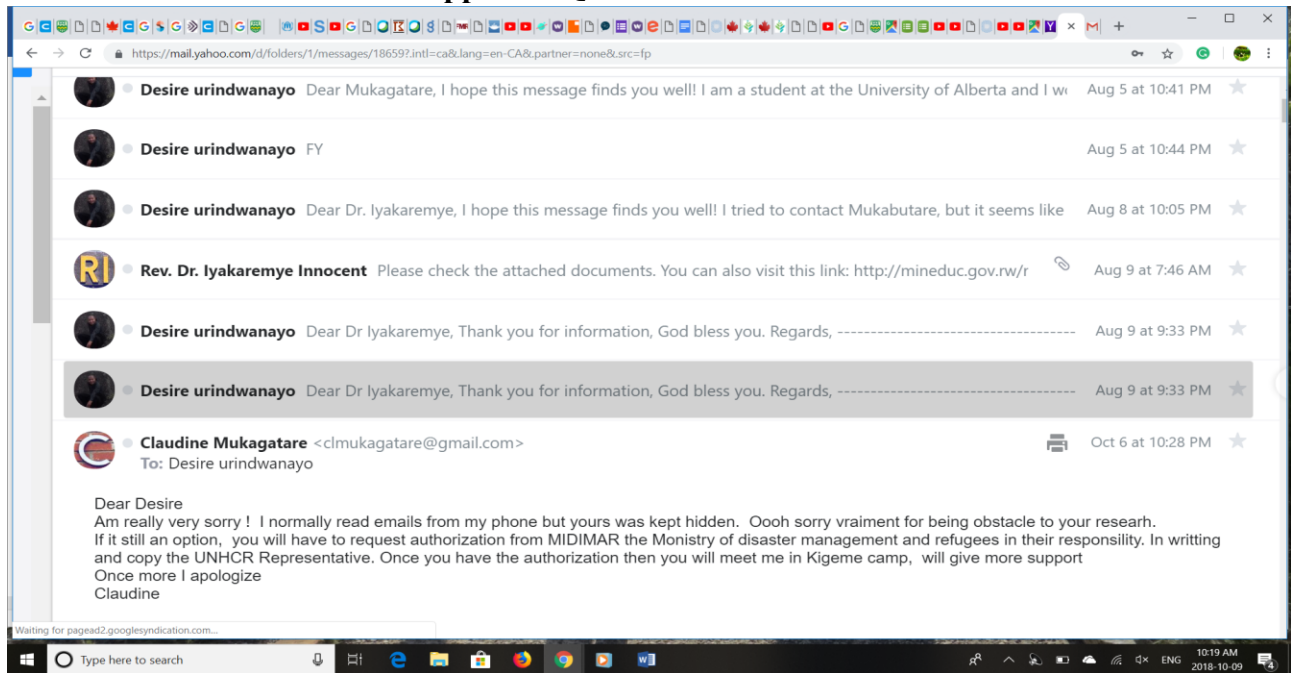 https://mail.yahoo.com/d/folders/1/messages/18659?.intl=ca&.lang=en-CA&.partner=none&.src=fp
Desire urindwanayo Dear Mukagatare, I hope this message finds you well! I am a student at the University of Alberta and I Aug 5 at 10:41 PM
Desire urindwanayo FY Aug 5 at 10:44 PM
Desire urindwanayo Dear Dr. Iyakaremye, I hope this message finds you well! I tried to contact Mukabutare, but it seems like Aug 8 at 10:05 PM
RI Rev. Dr. Iyakaremye Innocent Please check the attached documents. You can also visit this link: http://mineduc.gov.rw/r Aug 9 at 7:46 AM
Desire urindwanayo Dear Dr Iyakaremye, Thank you for information, God bless you. Regards, ------------------------------------ Aug 9 at 9:33 PM
Desire urindwanayo Dear Dr Iyakaremye, Thank you for information, God bless you. Regards, ------------------------------------ Aug 9 at 9:33 PM
C Claudine Mukagatare <clmukagatare@gmail.com> Oct 6 at 10:28 PM
To: Desire urindwanayo
Dear Desire
Am really very sorry ! I normally read emails from my phone but yours was kept hidden. Oooh sorry vraiment for being obstacle to your researh.
If it still an option, you will have to request authorization from MIDIMAR the Monistry of disaster management and refugees in their responsility. In writting
and copy the UNHCR Representative. Once you have the authorization then you will meet me in Kigeme camp, will give more support
Once more I apologize
Claudine
Waiting for pagead2.googlesyndication.com...
Type here to search ENG 10:19 AM
2018-10-09